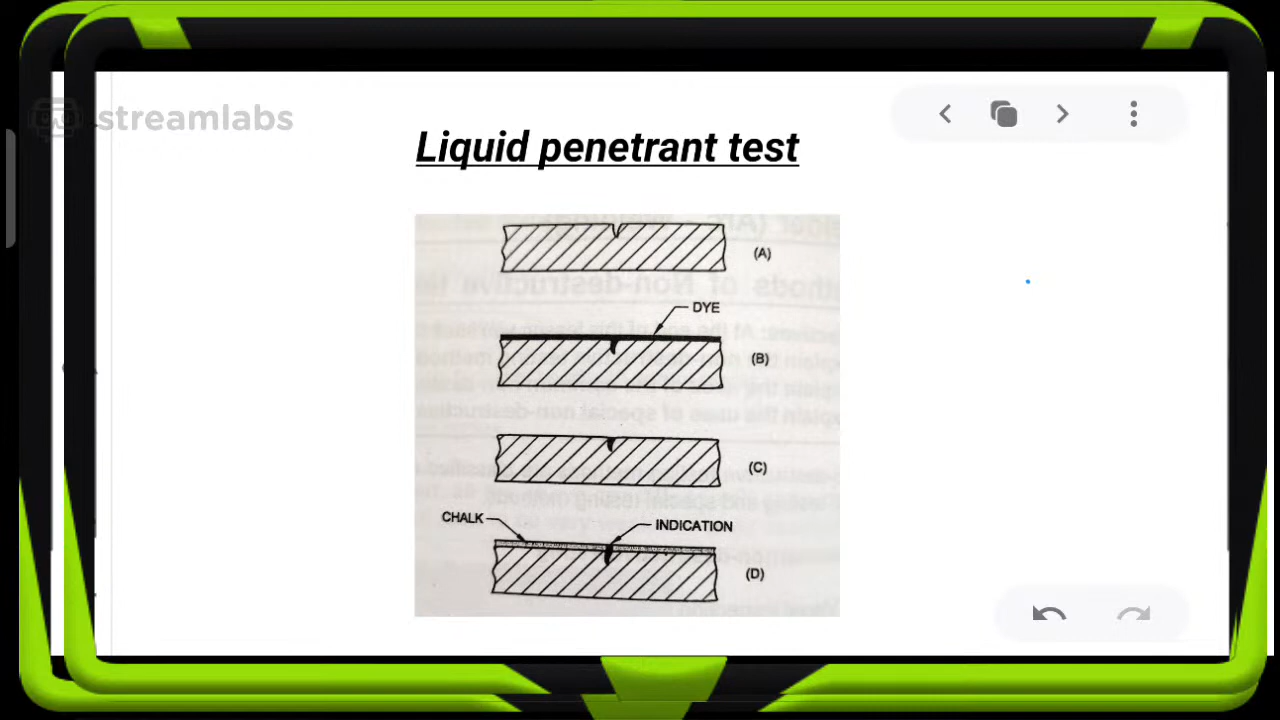 streamlabs
Liquid penetrant test
(A)
DYE
(B)
(C)
CHALK
INDICATION
(D)